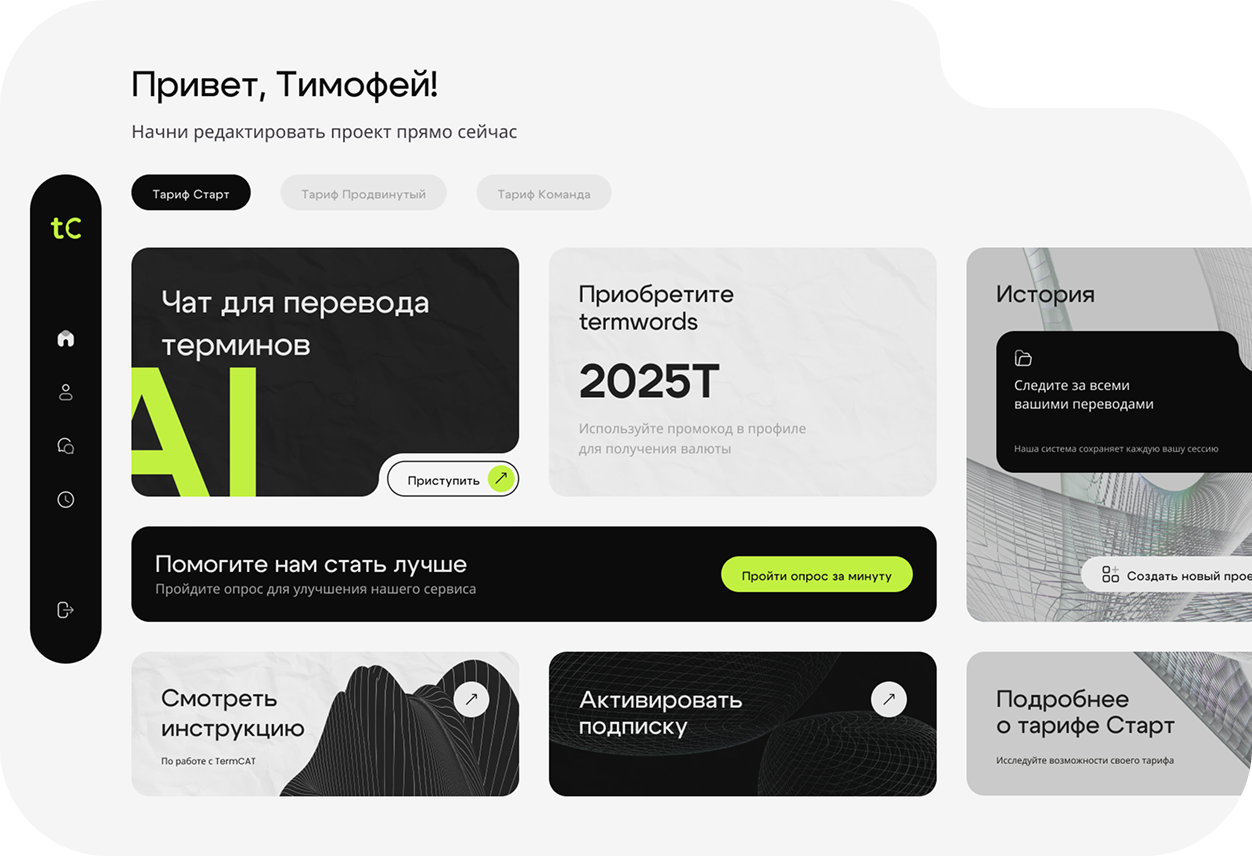 Привет, Тимофей!
Начни редактировать проект прямо сейчас
Тариф Старт
Тариф Продвинутый
Тариф Команда
tC
Чат для перевода
терминов
AI
Приступить
Приобретите
termwords
2025T
Используйте промокод в профиле
для получения валюты
История
Следите за всеми
вашими переводами
Наша система сохраняет каждую вашу сессию
Создать новый прое
Помогите нам стать лучше
Пройдите опрос для улучшения нашего сервиса
Пройти опрос за минуту
Смотреть
инструкцию
По работе с TermCAT
Активировать
подписку
Подробнее
о тарифе Старт
Исследуйте возможности своего тарифа